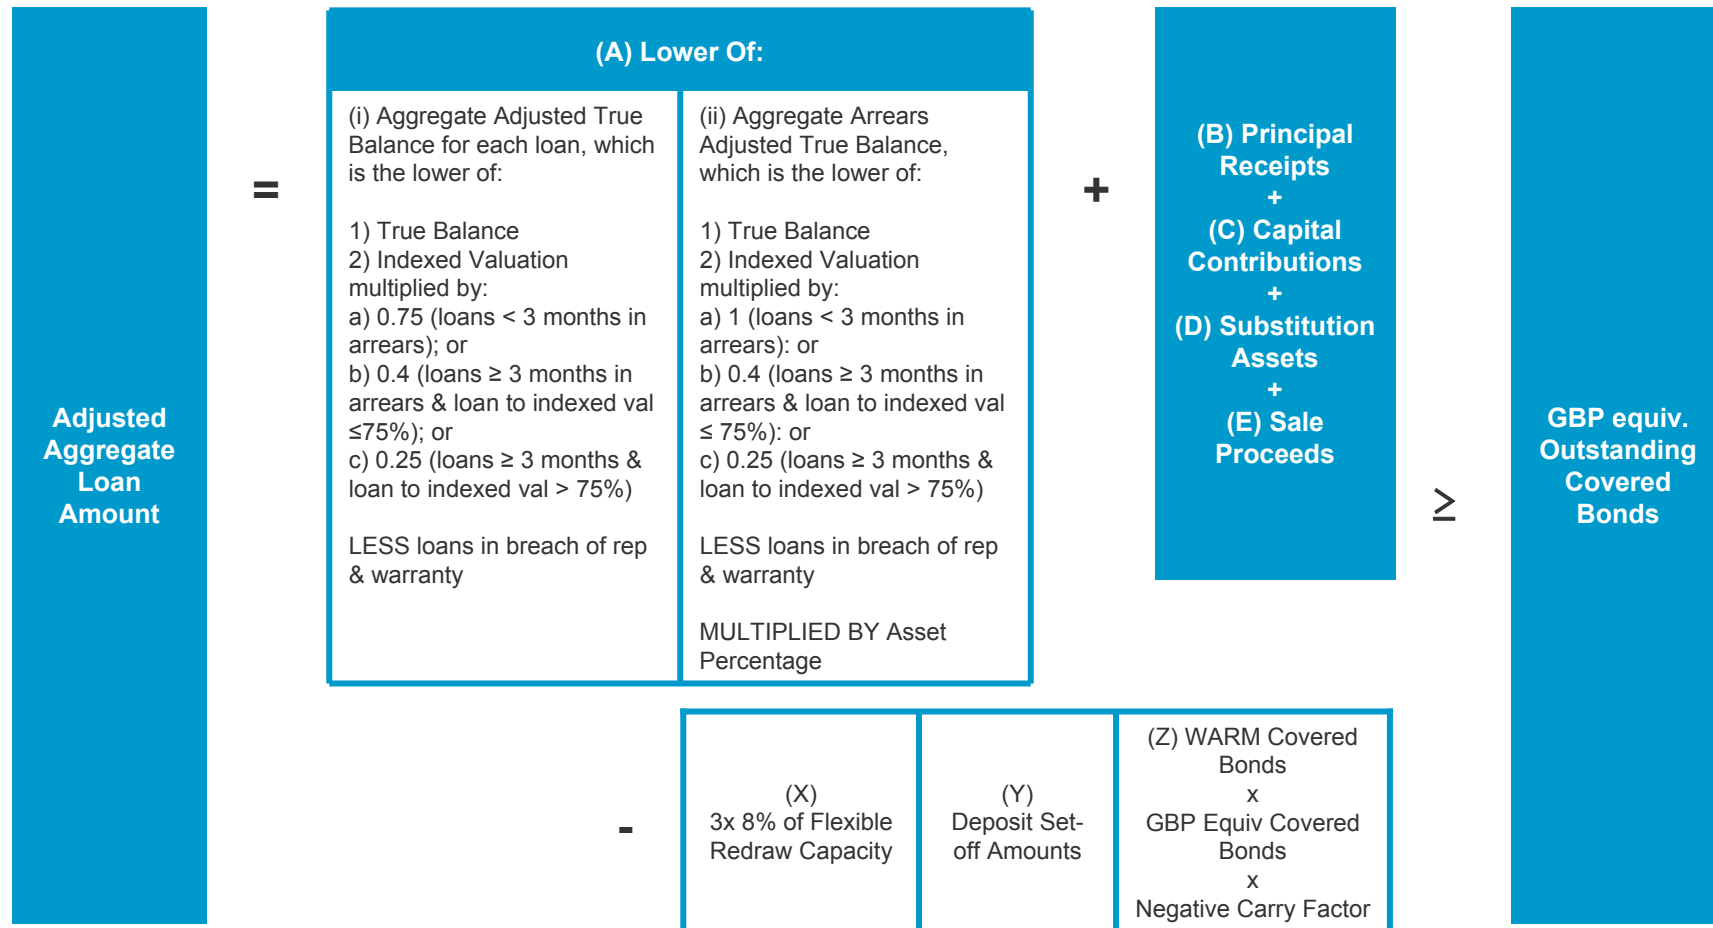 Adjusted
Aggregate
Loan
Amount
=
(A) Lower Of:
(i) Aggregate Adjusted True
Balance for each loan, which
is the lower of:
1) True Balance
2) Indexed Valuation
multiplied by:
a) 0.75 (loans < 3 months in
arrears); or
b) 0.4 (loans ≥ 3 months in
arrears & loan to indexed val
≤75%); or
c) 0.25 (loans ≥ 3 months &
loan to indexed val > 75%)
LESS loans in breach of rep
& warranty
(ii) Aggregate Arrears
Adjusted True Balance,
which is the lower of:
1) True Balance
2) Indexed Valuation
multiplied by:
a) 1 (loans < 3 months in
arrears): or
b) 0.4 (loans ≥ 3 months in
arrears & loan to indexed val
≤ 75%): or
c) 0.25 (loans ≥ 3 months &
loan to indexed val > 75%)
LESS loans in breach of rep
& warranty
MULTIPLIED BY Asset
Percentage
+
(B) Principal
Receipts
+
(C) Capital
Contributions
+
(D) Substitution
Assets
+
(E) Sale
Proceeds
-
(X)
3x 8% of Flexible
Redraw Capacity
(Y)
Deposit Set-
off Amounts
(Z) WARM Covered
Bonds
x
GBP Equiv Covered
Bonds
x
Negative Carry Factor
≥
GBP equiv.
Outstanding
Covered
Bonds